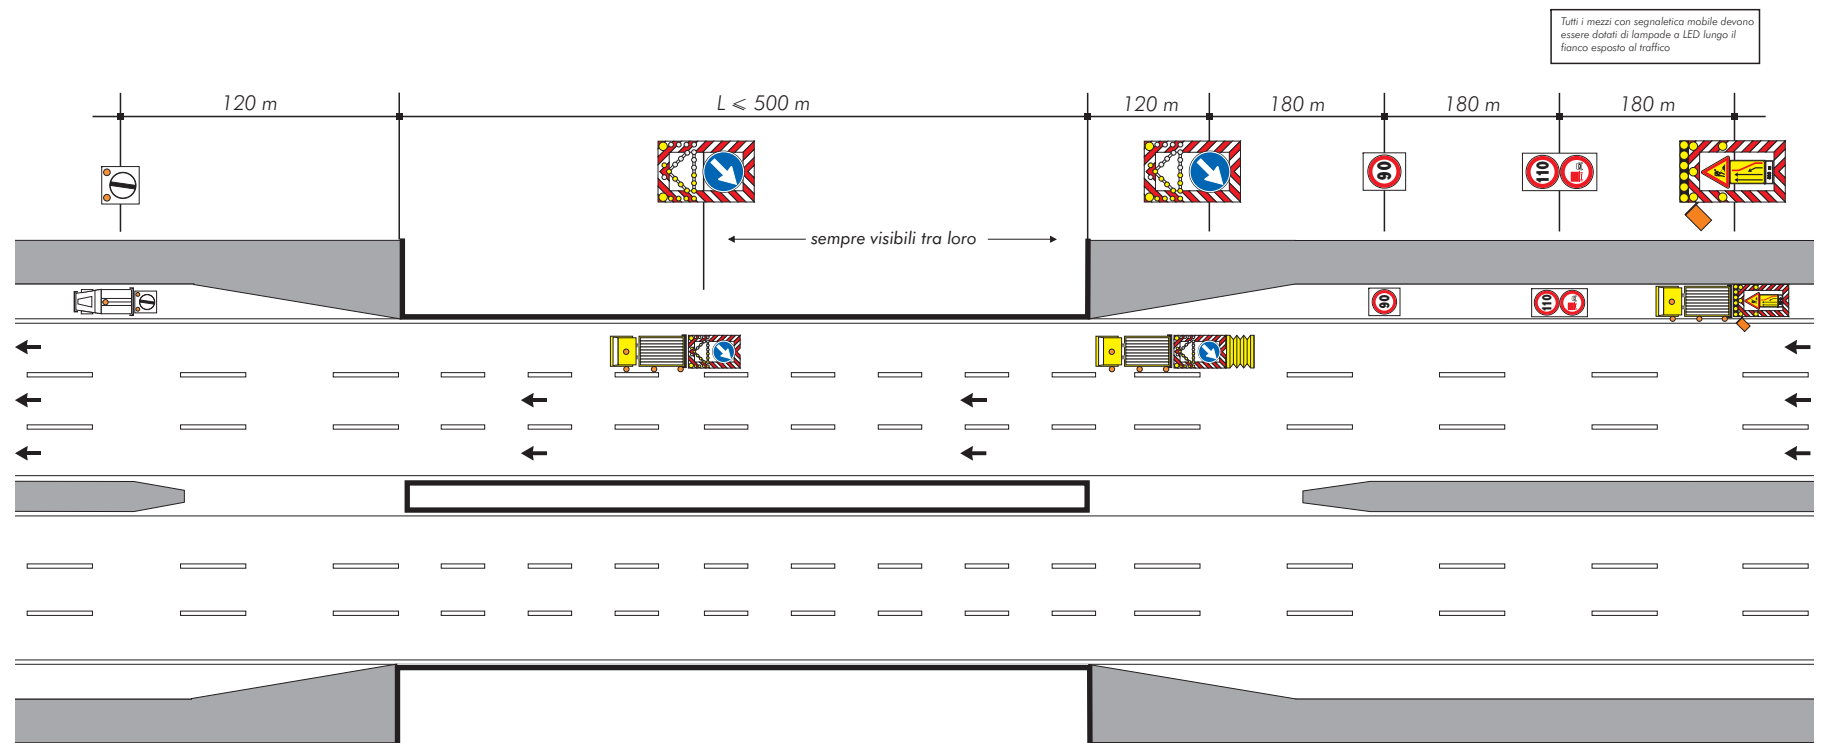 Tutti i mezzi con segnaletica mobile devono
essere dotati di lampade a LED lungo il
fianco esposto al traffico
120 m
L ⩽ 500 m
120 m
180 m
180 m
180 m
90
110
sempre visibili tra loro
90
110